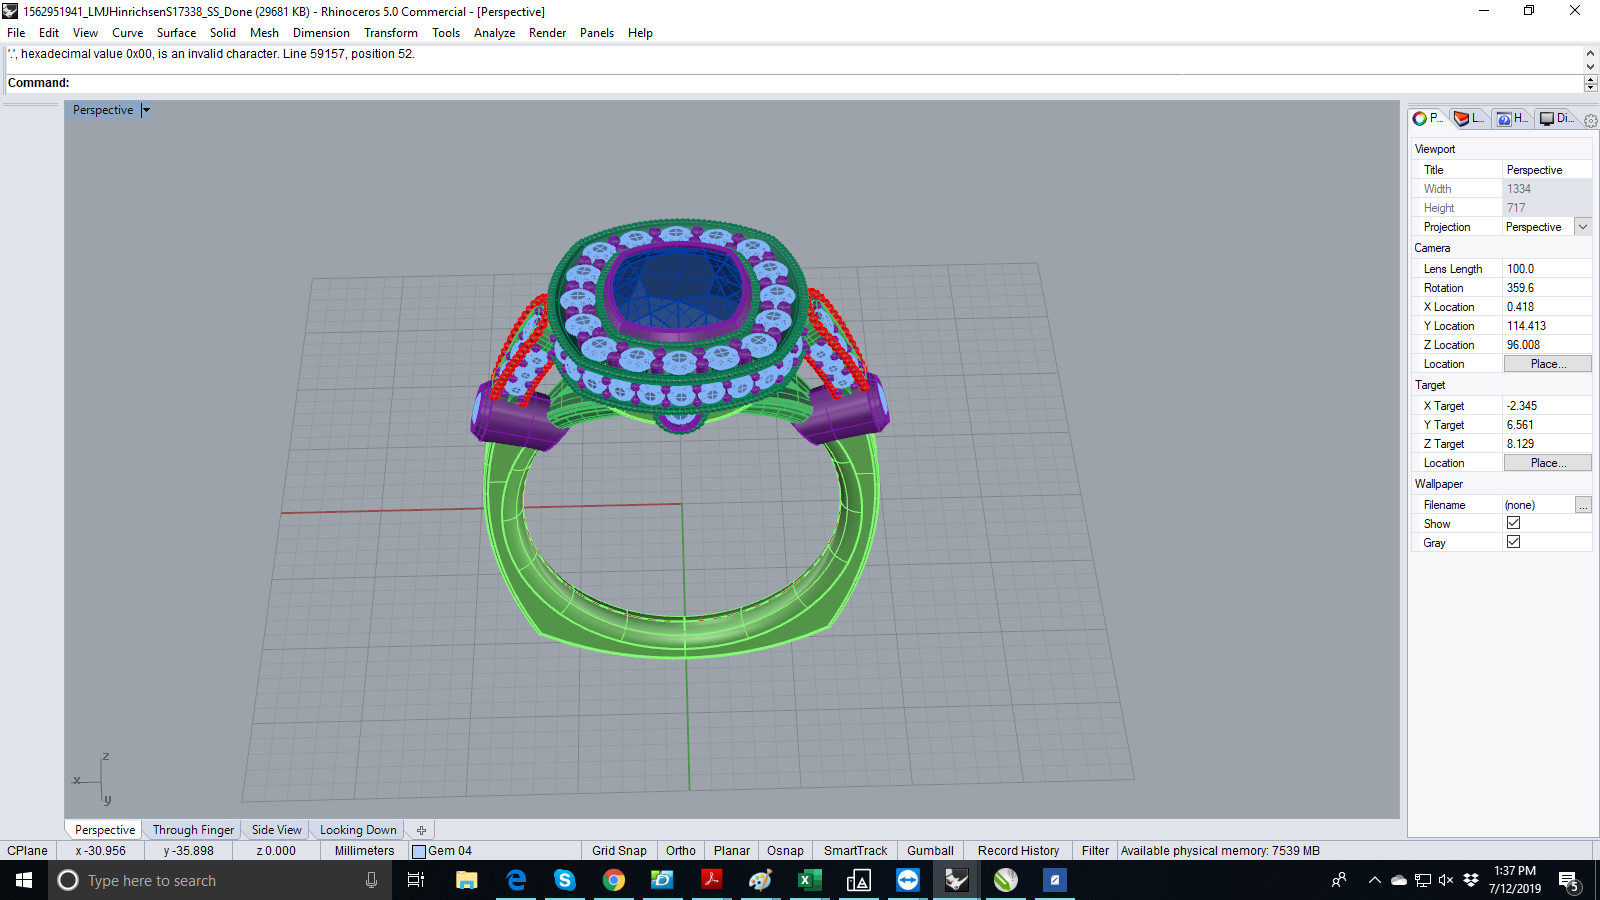 1562951941_LMJHinrichsenS17338_SS_Done (29681 KB) - Rhinoceros 5.0 Commercial - [Perspective]
File Edit View Curve Surface Solid Mesh Dimension Transform Tools Analyze Render Panels Help
'.', hexadecimal value 0x00, is an invalid character. Line 59157, position 52.
Command:
Perspective
P... L... H... Di...
Viewport
Title Perspective
Width 1334
Height 717
Projection Perspective
Camera
Lens Length 100.0
Rotation 359.6
X Location 0.418
Y Location 114.413
Z Location 96.008
Location Place...
Target
X Target -2.345
Y Target 6.561
Z Target 8.129
Location Place...
Wallpaper
Filename (none) ...
Show
Gray
z
x
y
Perspective Through Finger Side View Looking Down
CPlane x -30.956 y -35.898 z 0.000 Millimeters Gem 04 Grid Snap Ortho Planar Osnap SmartTrack Gumball Record History Filter Available physical memory: 7539 MB
Type here to search
1:37 PM
7/12/2019
5